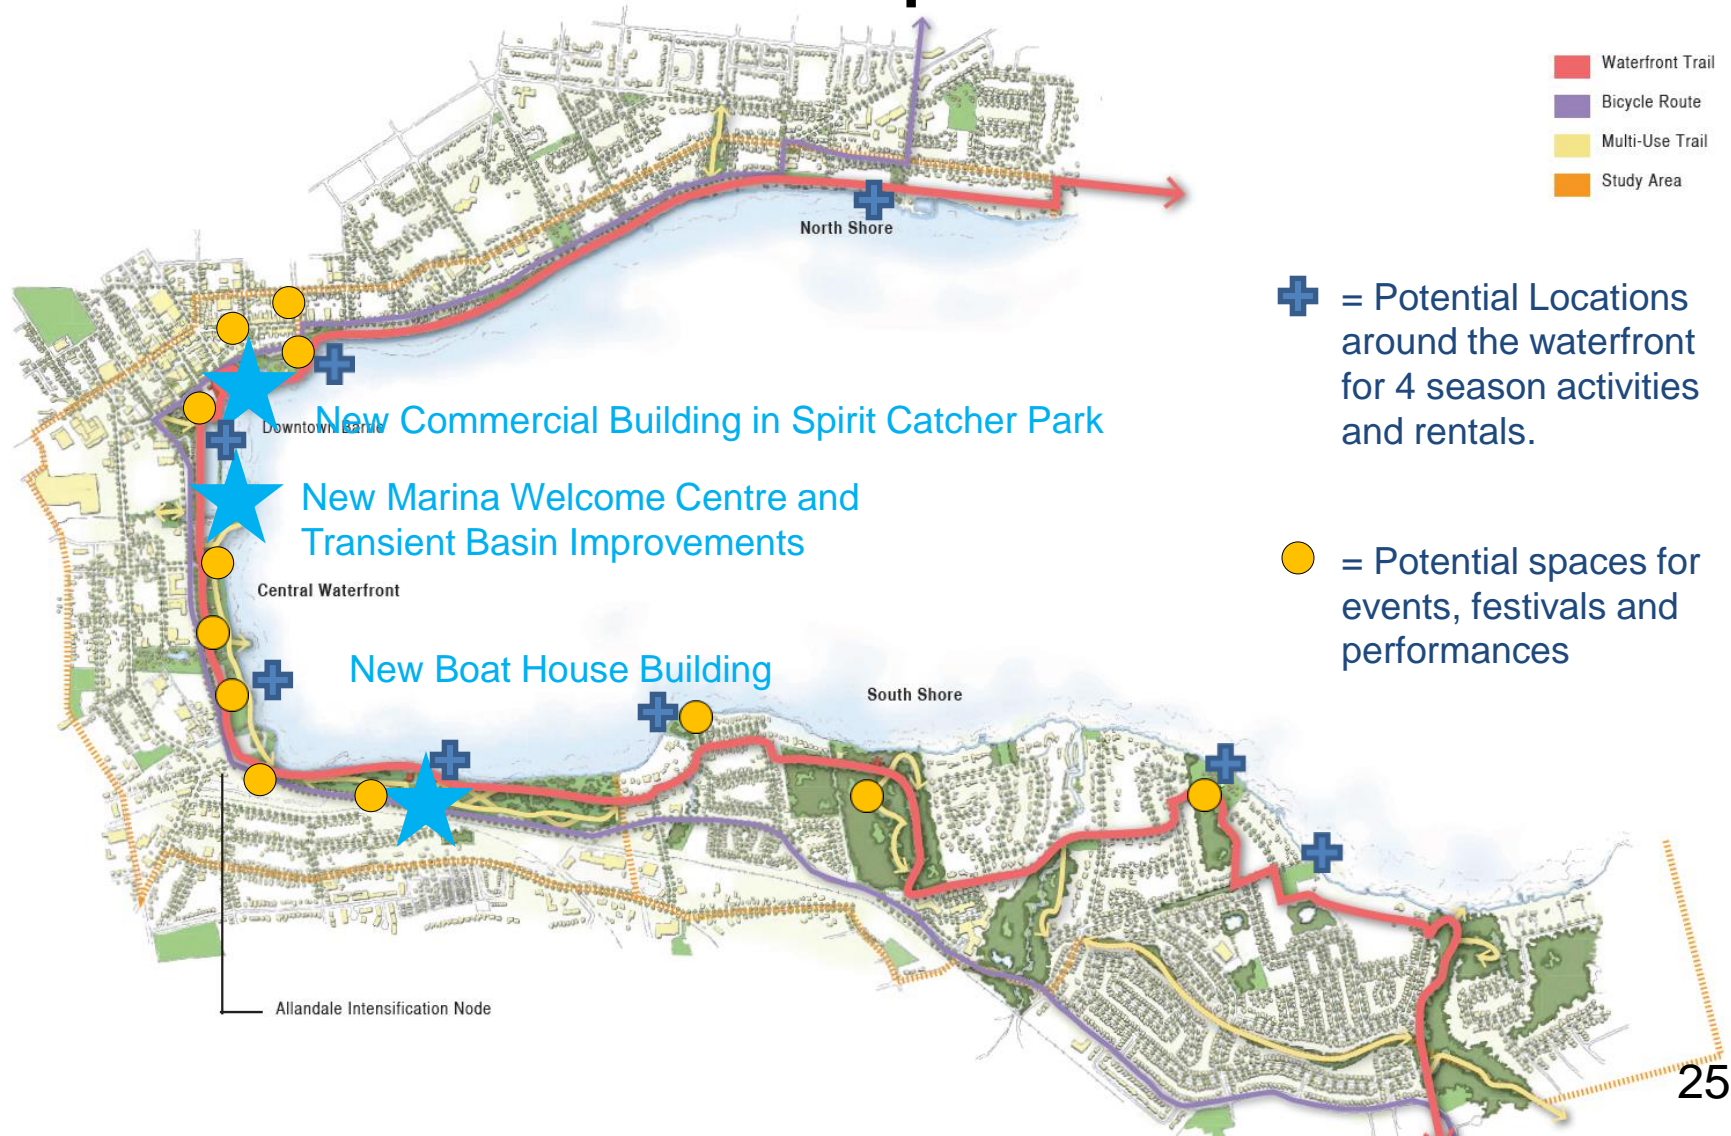 Waterfront Trail
Bicycle Route
Multi-Use Trail
Study Area
North Shore
= Potential Locations
around the waterfront
for 4 season activities
and rentals.
New Commercial Building in Spirit Catcher Park
Downtown Barrie
New Marina Welcome Centre and
Transient Basin Improvements
= Potential spaces for
events, festivals and
performances
Central Waterfront
New Boat House Building
South Shore
Allandale Intensification Node
25